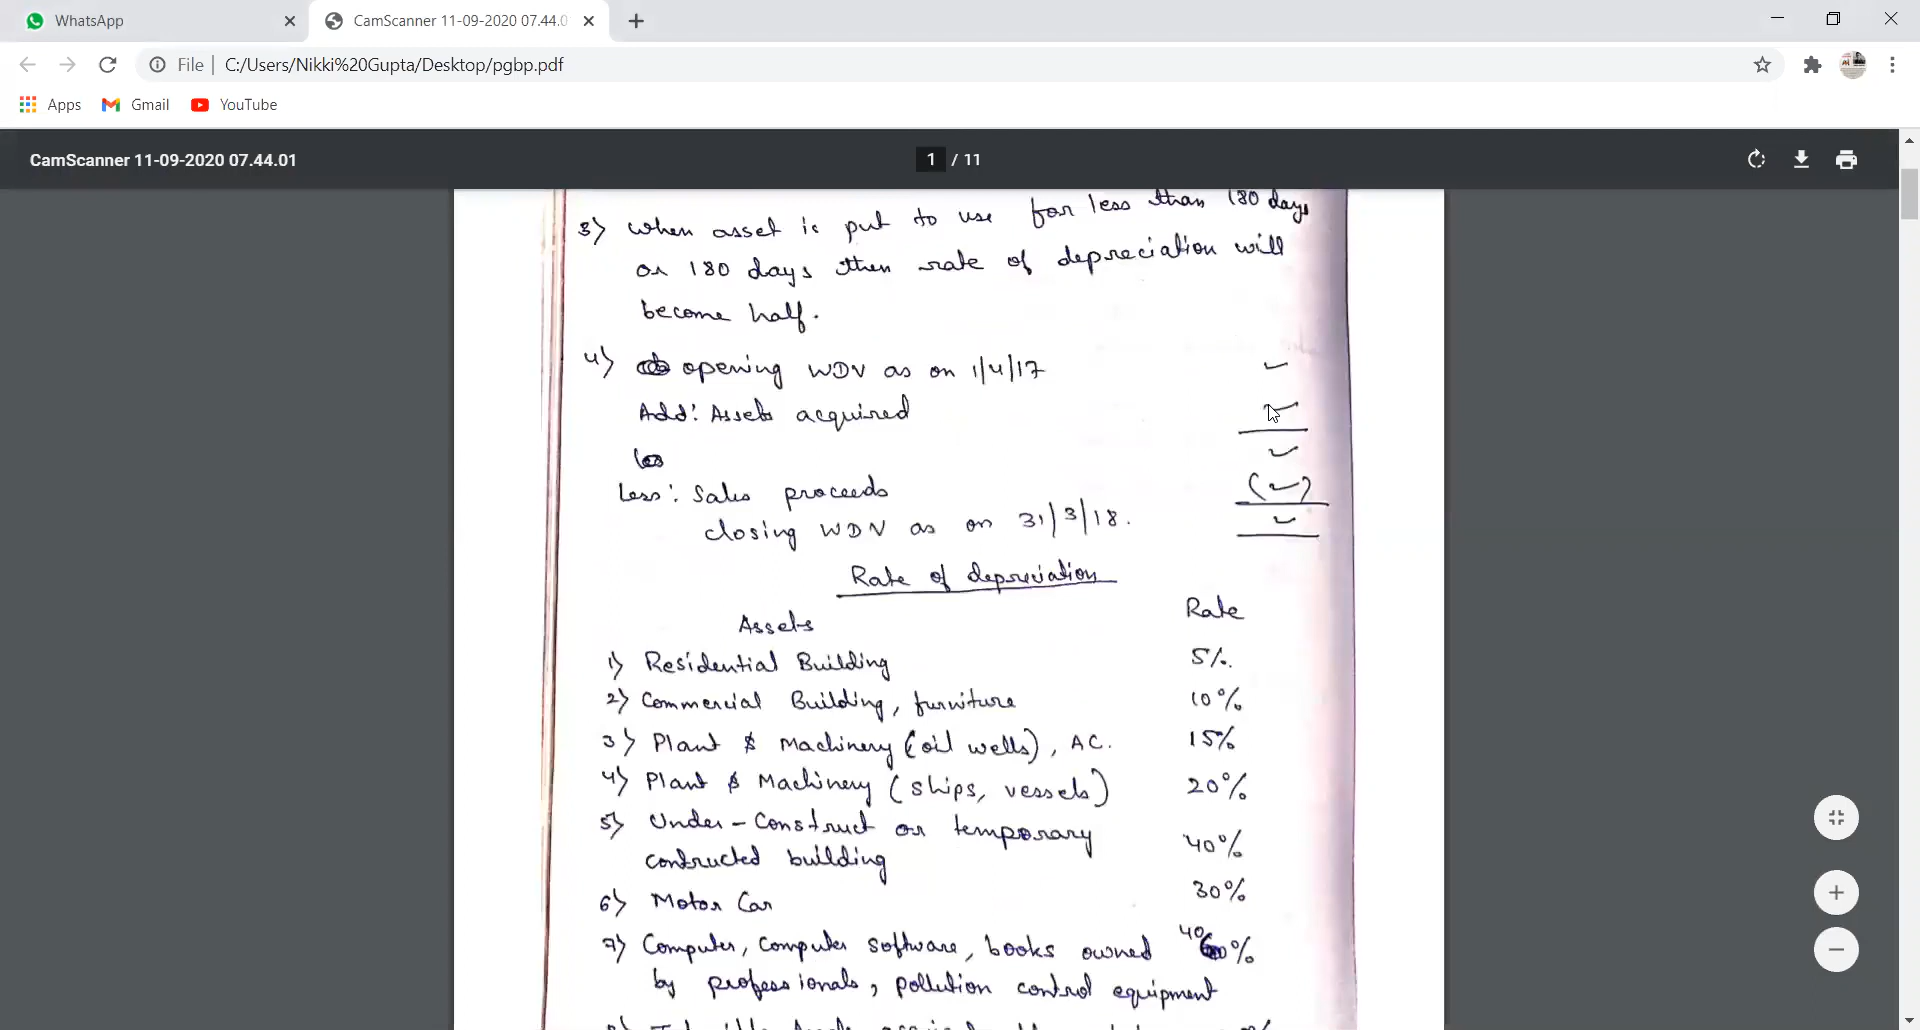 WhatsApp
CamScanner 11-09-2020 07.44.0
File | C:/Users/Nikki%20Gupta/Desktop/pgbp.pdf
Apps Gmail YouTube
CamScanner 11-09-2020 07.44.01
1 / 11
3) When asset is put to use for less than 180 days
or 180 days then rate of depreciation will
become half.
4) opening WDV as on 1/4/17
Add: Assets acquired
Less: Sales proceeds
closing WDV as on 31/3/18.
Rate of depreciation
Assets Rate
1) Residential Building 5%.
2) Commercial Building, furniture 10%
3) Plant & Machinery (oil wells), AC. 15%
4) Plant & Machinery (ships, vessels) 20%
5) Under-Construct or temporary
contructed building 40%
6) Motor Car 30%
7) Computer, Computer software, books owned 40%
by professionals, pollution control equipment